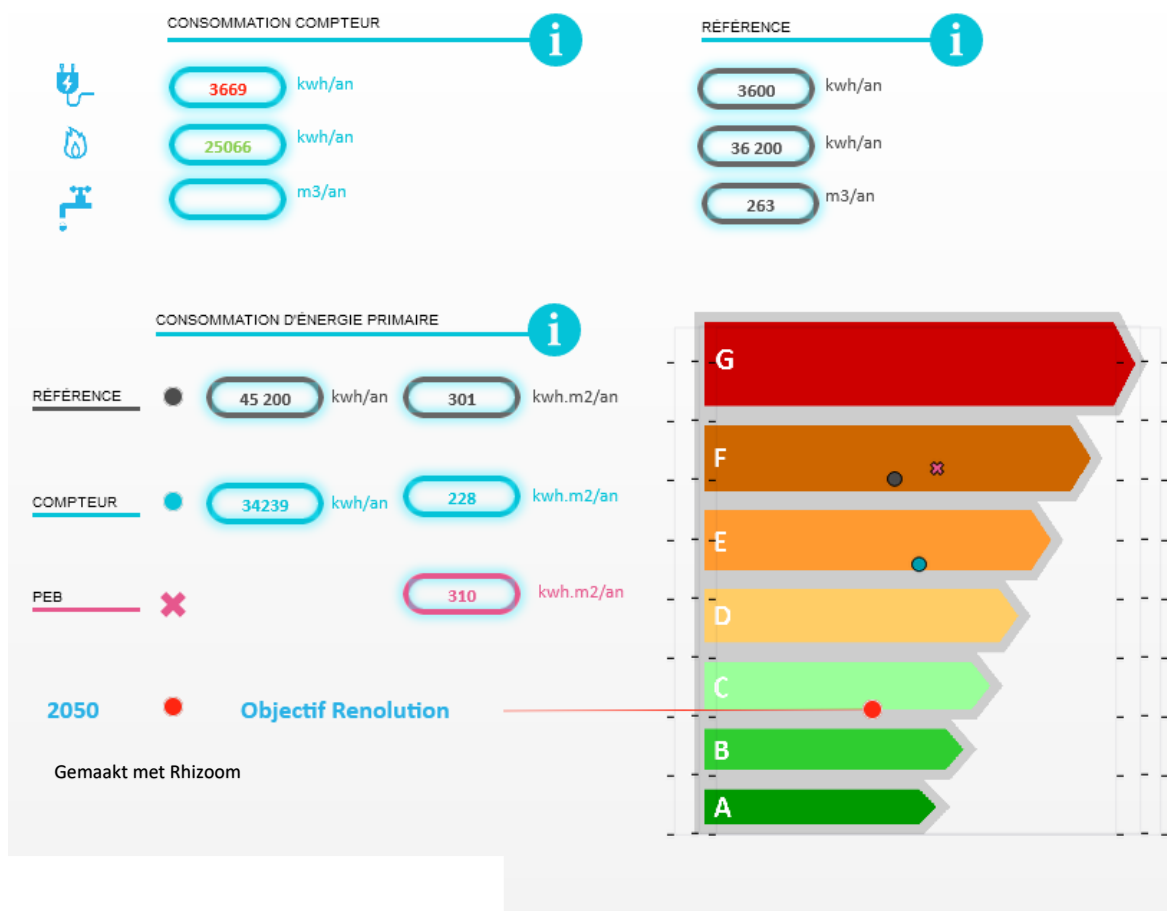 CONSOMMATION COMPTEUR
i
RÉFÉRENCE
i
3669 kwh/an
3600 kwh/an
25066 kwh/an
36 200 kwh/an
m3/an
263 m3/an
CONSOMMATION D'ÉNERGIE PRIMAIRE
i
G
RÉFÉRENCE
45 200 kwh/an
301 kwh.m2/an
F
COMPTEUR
34239 kwh/an
228 kwh.m2/an
E
PEB
310 kwh.m2/an
D
C
2050
Objectif Renolution
B
Gemaakt met Rhizoom
A